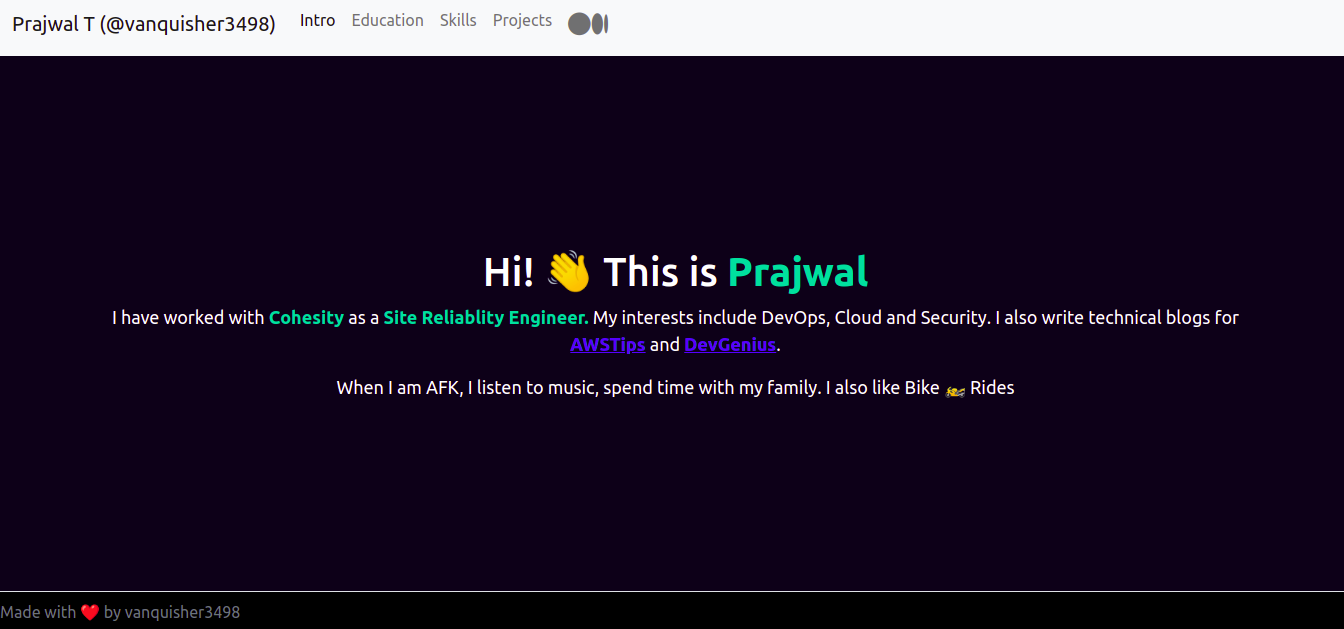 Prajwal T (@vanquisher3498) Intro Education Skills Projects
Hi! 👋 This is Prajwal
I have worked with Cohesity as a Site Reliablity Engineer. My interests include DevOps, Cloud and Security. I also write technical blogs for
AWSTips and DevGenius.
When I am AFK, I listen to music, spend time with my family. I also like Bike 🏍️ Rides
Made with ❤️ by vanquisher3498